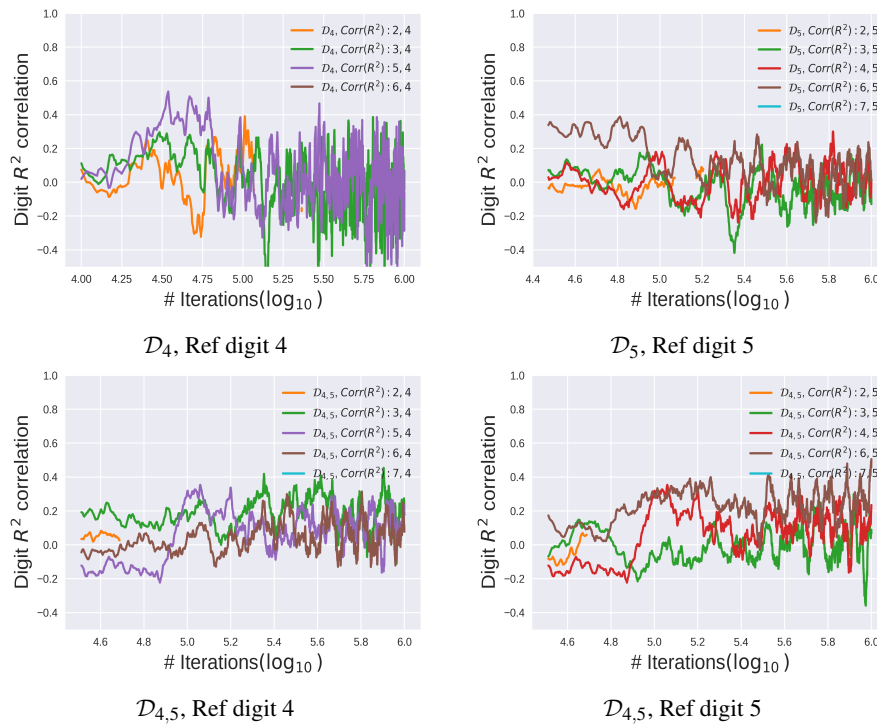 1.0
0.8
0.6
0.4
0.2
0.0
−0.2
−0.4
Digit R² correlation
4.00 4.25 4.50 4.75 5.00 5.25 5.50 5.75 6.00
# Iterations(log₁₀)
𝒟₄, Corr(R²) : 2, 4
𝒟₄, Corr(R²) : 3, 4
𝒟₄, Corr(R²) : 5, 4
𝒟₄, Corr(R²) : 6, 4
𝒟₄, Ref digit 4
1.0
0.8
0.6
0.4
0.2
0.0
−0.2
−0.4
Digit R² correlation
4.4 4.6 4.8 5.0 5.2 5.4 5.6 5.8 6.0
# Iterations(log₁₀)
𝒟₅, Corr(R²) : 2, 5
𝒟₅, Corr(R²) : 3, 5
𝒟₅, Corr(R²) : 4, 5
𝒟₅, Corr(R²) : 6, 5
𝒟₅, Corr(R²) : 7, 5
𝒟₅, Ref digit 5
1.0
0.8
0.6
0.4
0.2
0.0
−0.2
−0.4
Digit R² correlation
4.6 4.8 5.0 5.2 5.4 5.6 5.8 6.0
# Iterations(log₁₀)
𝒟₄,₅, Corr(R²) : 2, 4
𝒟₄,₅, Corr(R²) : 3, 4
𝒟₄,₅, Corr(R²) : 5, 4
𝒟₄,₅, Corr(R²) : 6, 4
𝒟₄,₅, Corr(R²) : 7, 4
𝒟₄,₅, Ref digit 4
1.0
0.8
0.6
0.4
0.2
0.0
−0.2
−0.4
Digit R² correlation
4.6 4.8 5.0 5.2 5.4 5.6 5.8 6.0
# Iterations(log₁₀)
𝒟₄,₅, Corr(R²) : 2, 5
𝒟₄,₅, Corr(R²) : 3, 5
𝒟₄,₅, Corr(R²) : 4, 5
𝒟₄,₅, Corr(R²) : 6, 5
𝒟₄,₅, Corr(R²) : 7, 5
𝒟₄,₅, Ref digit 5